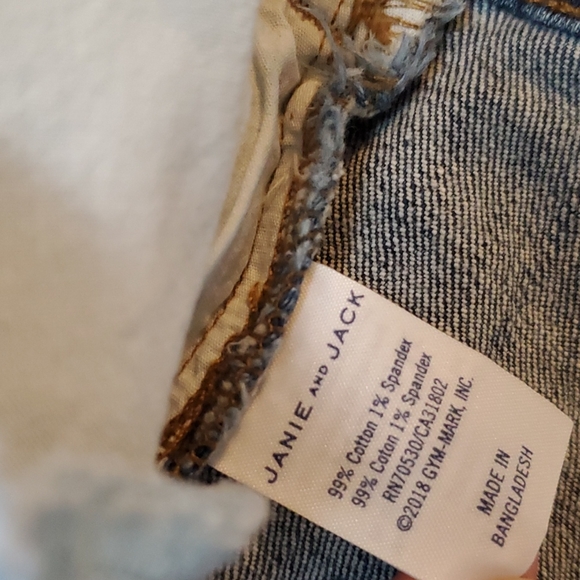 JANIE AND JACK
99% Cotton 1% Spandex
99% Coton 1% Spandex
RN70530/CA31802
©2018 GYM-MARK, INC.
MADE IN
BANGLADESH